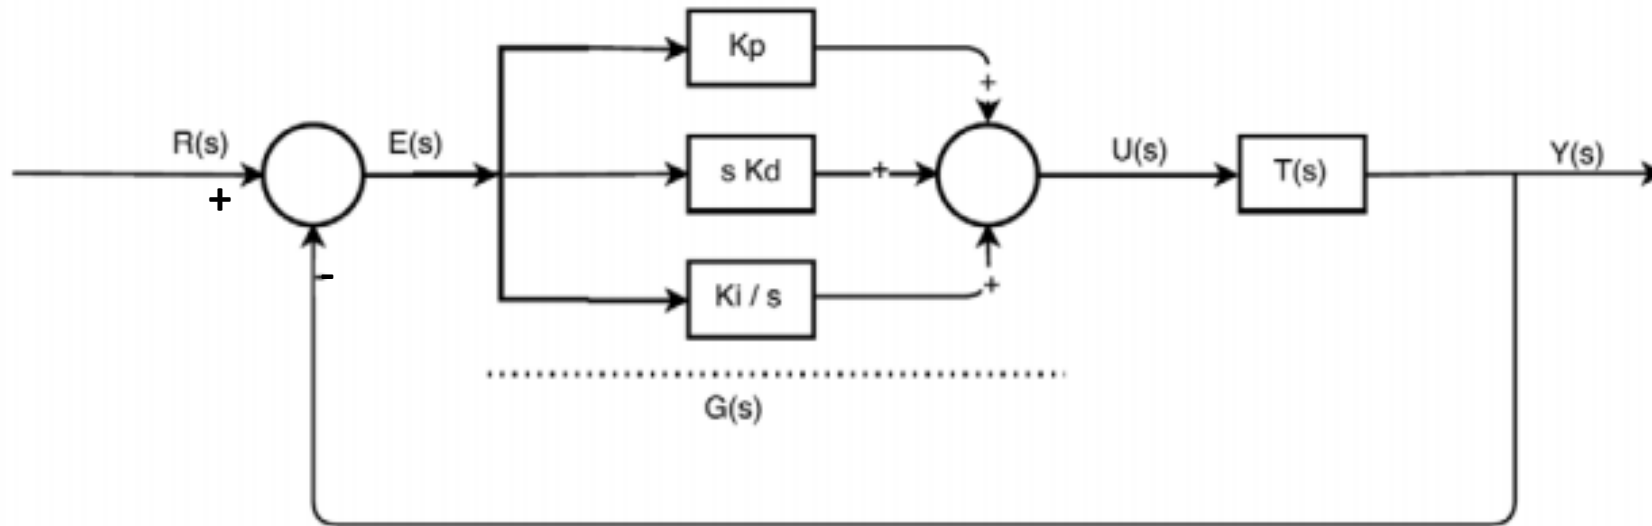 Kp
+
R(s)
E(s)
s Kd
+
U(s)
T(s)
Y(s)
+
-
Ki / s
+
G(s)